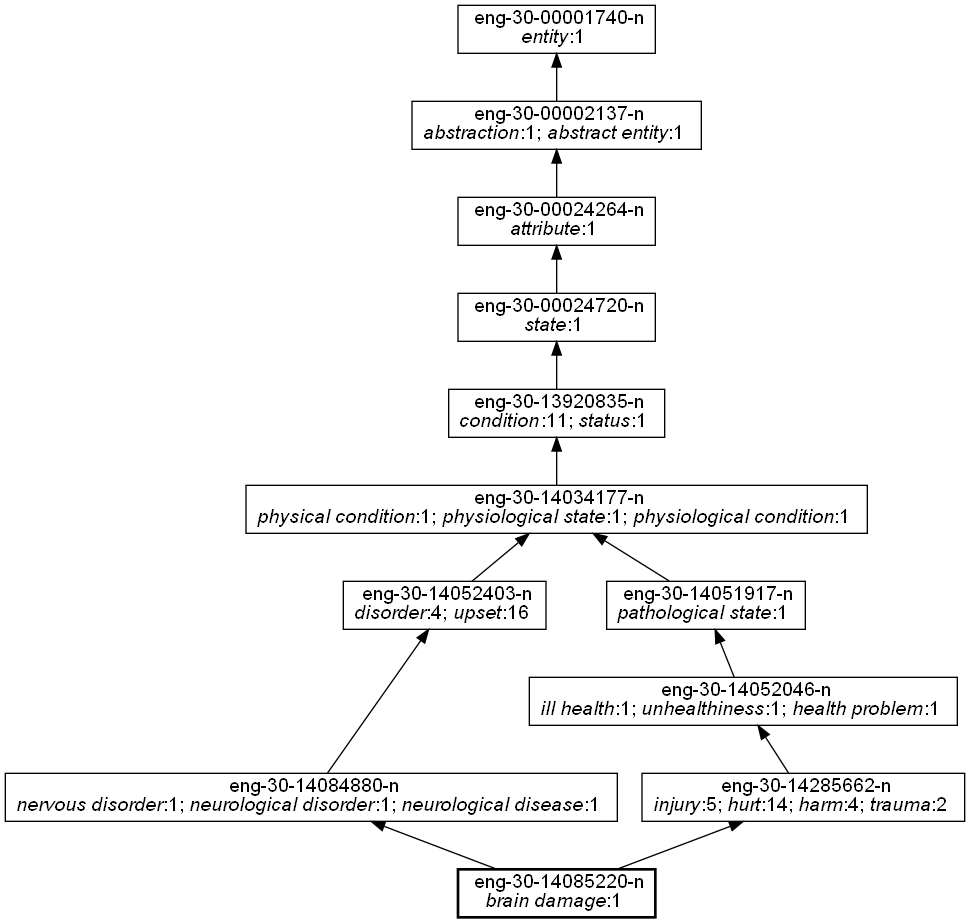 eng-30-00001740-n
entity:1
eng-30-00002137-n
abstraction:1; abstract entity:1
eng-30-00024264-n
attribute:1
eng-30-00024720-n
state:1
eng-30-13920835-n
condition:11; status:1
eng-30-14034177-n
physical condition:1; physiological state:1; physiological condition:1
eng-30-14052403-n
disorder:4; upset:16
eng-30-14051917-n
pathological state:1
eng-30-14052046-n
ill health:1; unhealthiness:1; health problem:1
eng-30-14084880-n
nervous disorder:1; neurological disorder:1; neurological disease:1
eng-30-14285662-n
injury:5; hurt:14; harm:4; trauma:2
eng-30-14085220-n
brain damage:1